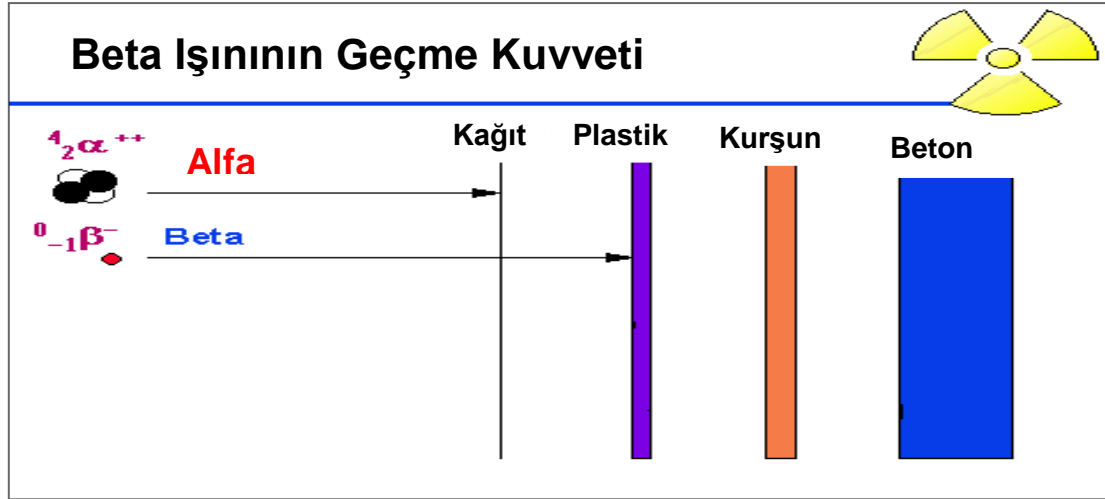 Beta Işınının Geçme Kuvveti
Kağıt Plastik Kurşun Beton
⁴₂α⁺⁺ Alfa
⁰₋₁β⁻ Beta